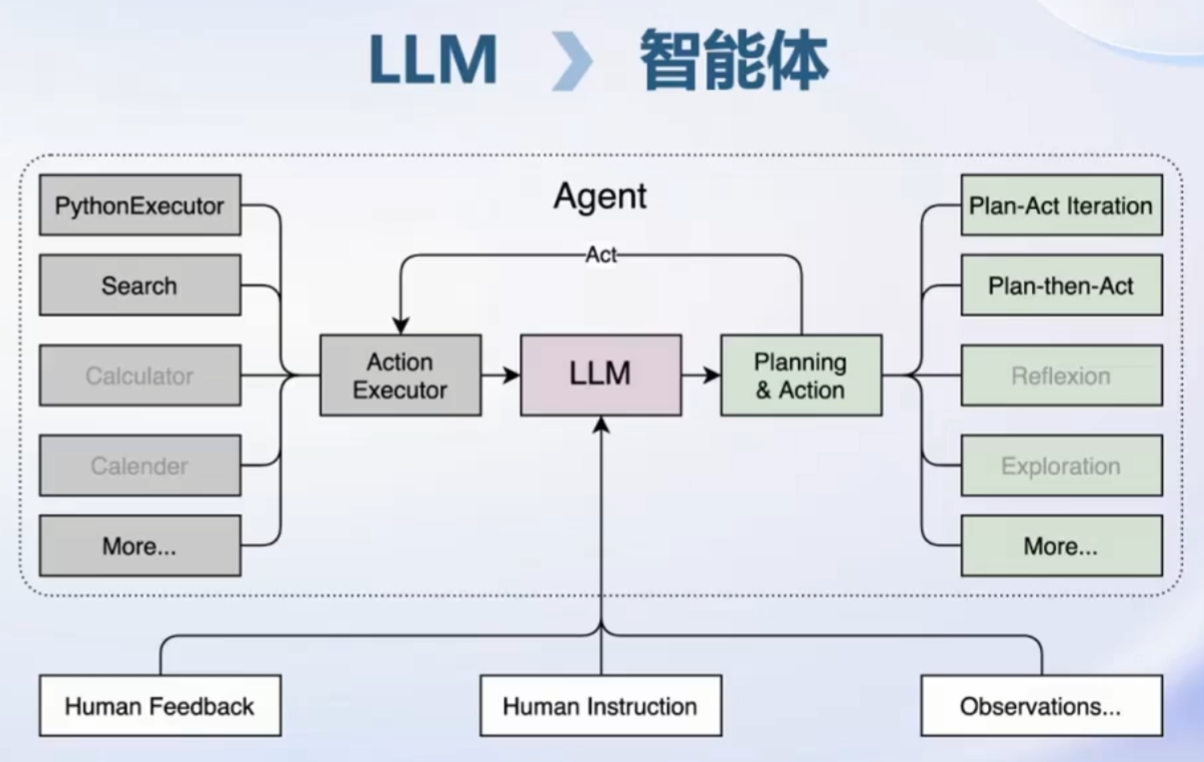 LLM 智能体
Agent
Act
PythonExecutor
Search
Calculator
Calender
More...
Action
Executor
LLM
Planning
& Action
Plan-Act Iteration
Plan-then-Act
Reflexion
Exploration
More...
Human Feedback
Human Instruction
Observations...